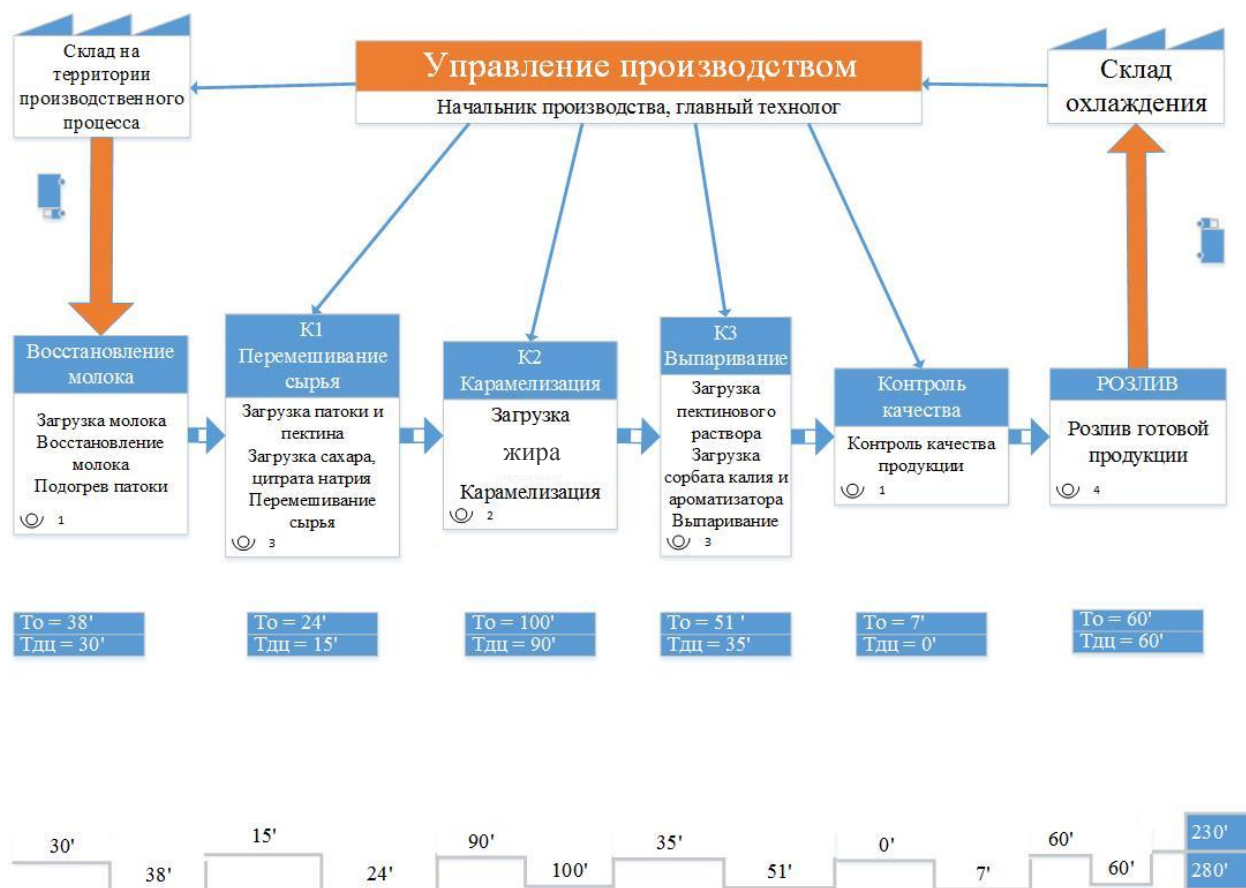 Склад на
территории
производственного
процесса
Управление производством
Начальник производства, главный технолог
Склад
охлаждения
Восстановление
молока
Загрузка молока
Восстановление
молока
Подогрев патоки
1
К1
Перемешивание
сырья
Загрузка патоки и
пектина
Загрузка сахара,
цитрата натрия
Перемешивание
сырья
3
К2
Карамелизация
Загрузка
жира
Карамелизация
2
К3
Выпаривание
Загрузка
пектинового
раствора
Загрузка
сорбата калия и
ароматизатора
Выпаривание
3
Контроль
качества
Контроль качества
продукции
1
РОЗЛИВ
Розлив готовой
продукции
4
То = 38'
Тдц = 30'
То = 24'
Тдц = 15'
То = 100'
Тдц = 90'
То = 51 '
Тдц = 35'
То = 7'
Тдц = 0'
То = 60'
Тдц = 60'
30'
38'
15'
24'
90'
100'
35'
51'
0'
7'
60'
60'
230'
280'